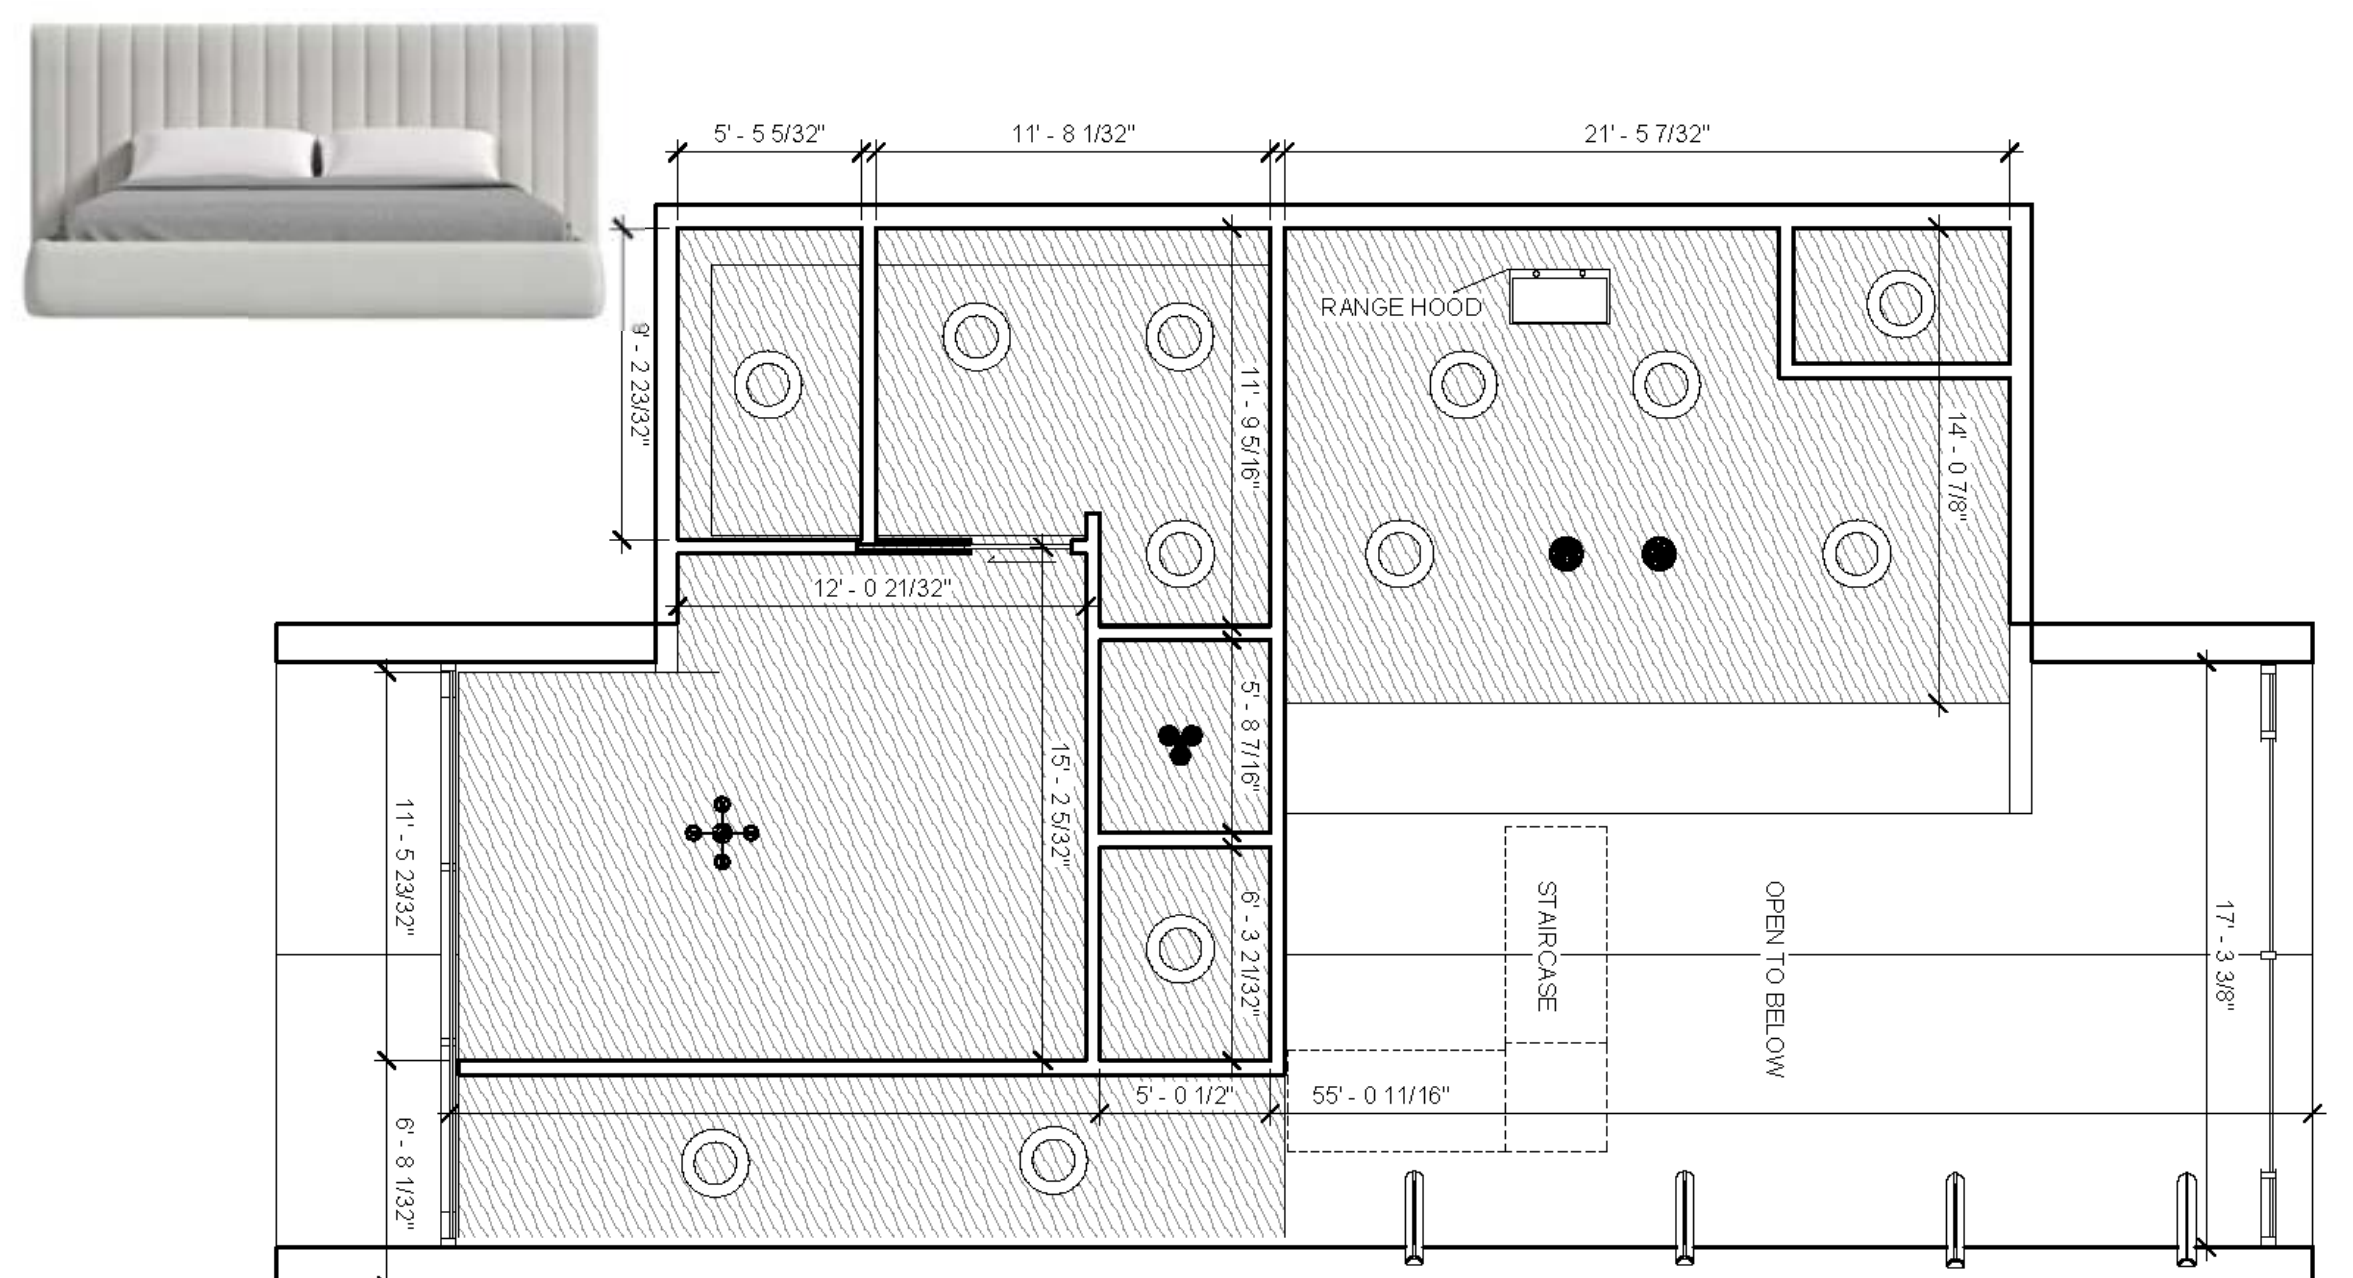 5' - 5 5/32"
11' - 8 1/32"
21' - 5 7/32"
9' - 2 23/32"
RANGE HOOD
11' - 9 5/16"
14' - 0 7/8"
12' - 0 21/32"
5' - 8 7/16"
15' - 2 5/32"
11' - 5 23/32"
6' - 3 21/32"
STAIRCASE
OPEN TO BELOW
17' - 3 3/8"
5' - 0 1/2"
55' - 0 11/16"
6' - 8 1/32"